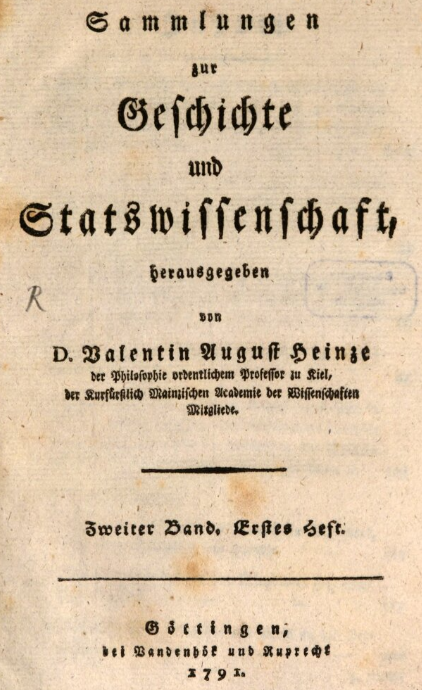 Sammlungen
zur
Geschichte
und
Statswissenschaft,
herausgegeben
von
D. Valentin August Heinze
der Philosophie ordentlichem Professor zu Kiel,
der Kurfürstlich Mainzischen Academie der Wissenschaften
Mitgliede.
R
Zweiter Band. Erstes Heft.
Göttingen,
bei Vandenhök und Ruprecht
1791.